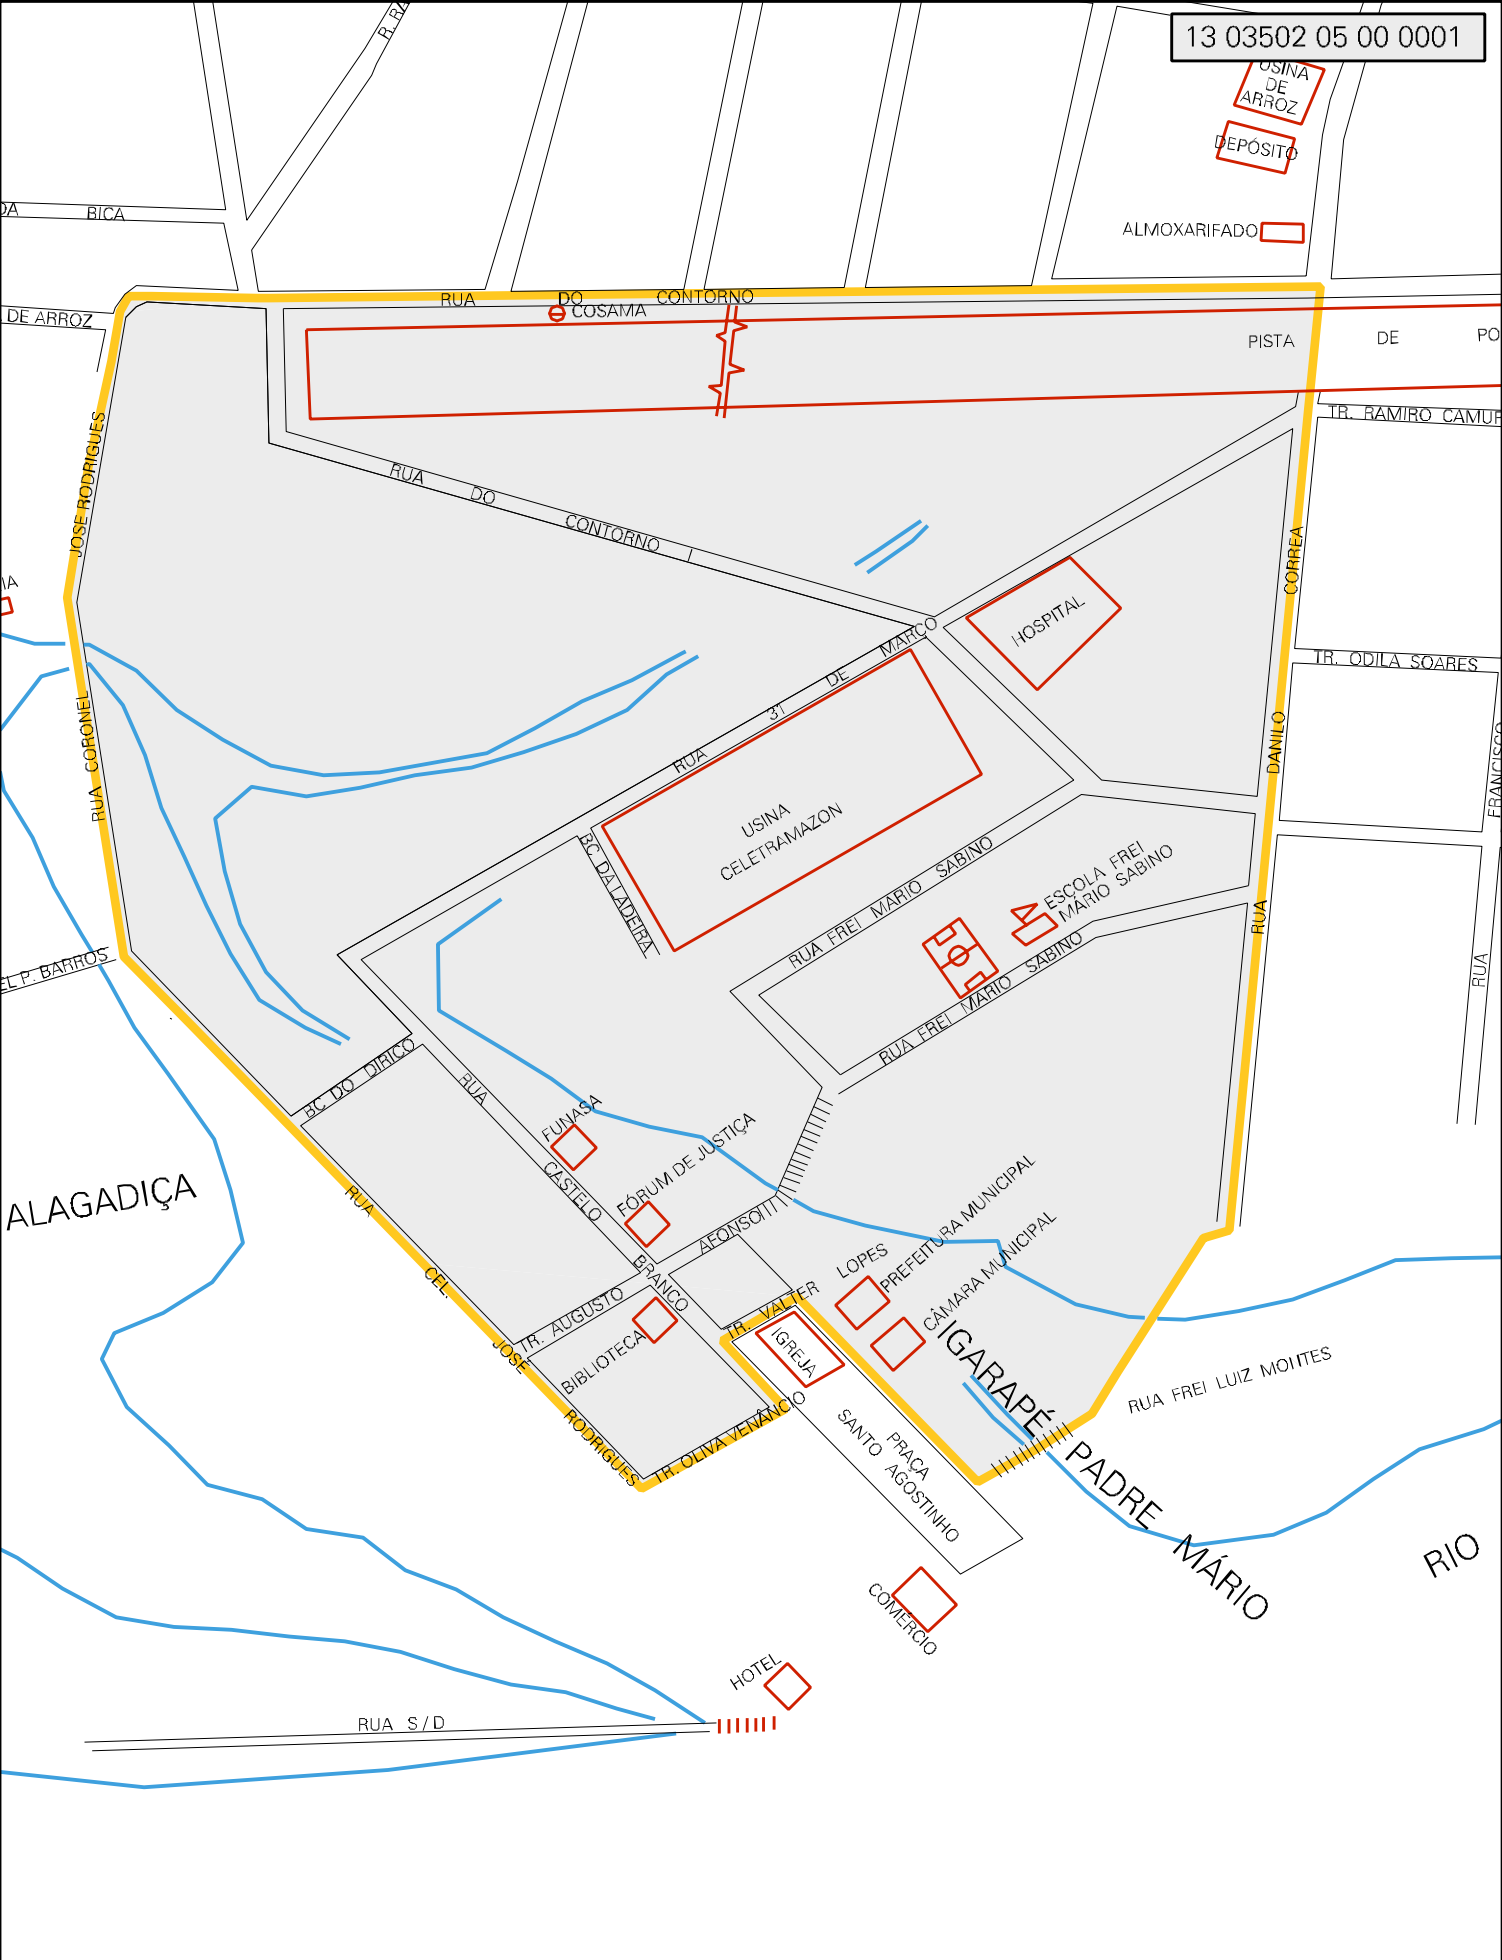 13 03502 05 00 0001
USINA
DE
ARROZ
DEPÓSITO
ALMOXARIFADO
BICA
DE ARROZ
RUA DO CONTORNO
COSAMA
PISTA DE
TR. RAMIRO
JOSE RODRIGUES
RUA DO CONTORNO
CORREA
HOSPITAL
TR. ODILA SOARES
RUA 31 DE MARCO
RUA CORONEL
DANILO
FRANCISCO
USINA
CELETRAMAZON
BC. DA LADEIRA
RUA FREI MARIO SABINO
ESCOLA FREI
MARIO SABINO
RUA
RUA FREI MARIO SABINO
P. BARROS
RUA
BC. DO DIRICO
RUA
CASTELO
BRANCO
FUNASA
FÓRUM DE JUSTIÇA
ALAGADIÇA
RUA
CEL.
JOSE
RODRIGUES
AFONSO
LOPES
PREFEITURA MUNICIPAL
CÂMARA MUNICIPAL
TR. VALTER
TR. AUGUSTO
BIBLIOTECA
IGREJA
TR. OLIVA VENÂNCIO
PRAÇA
SANTO AGOSTINHO
IGARAPÉ PADRE MÁRIO
RUA FREI LUIZ
RIO
COMÉRCIO
HOTEL
RUA S/D